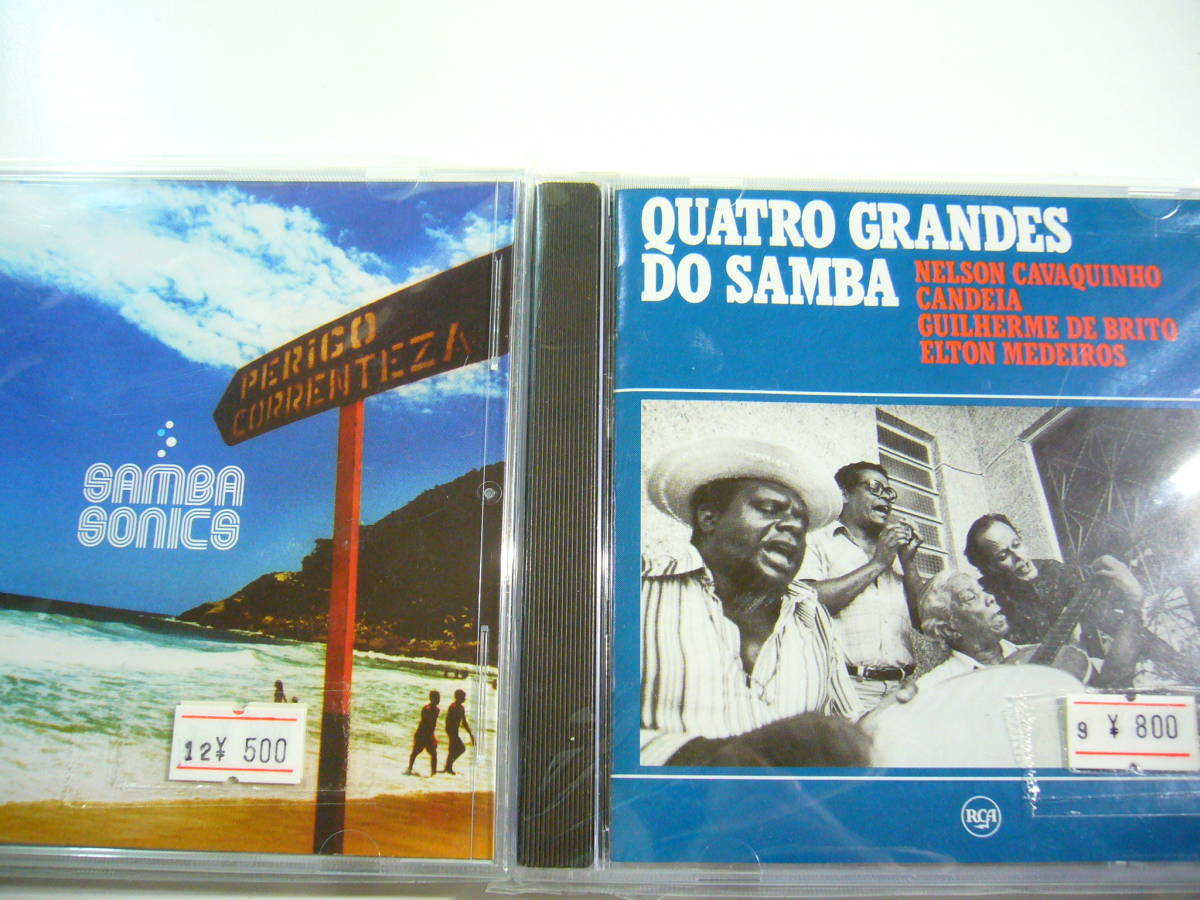 PERiGO
CORRENTEZA
SAMBA
SONICS
12¥ 500
QUATRO GRANDES
DO SAMBA
NELSON CAVAQUINHO
CANDEIA
GUILHERME DE BRITO
ELTON MEDEIROS
9 ¥ 800
RCA